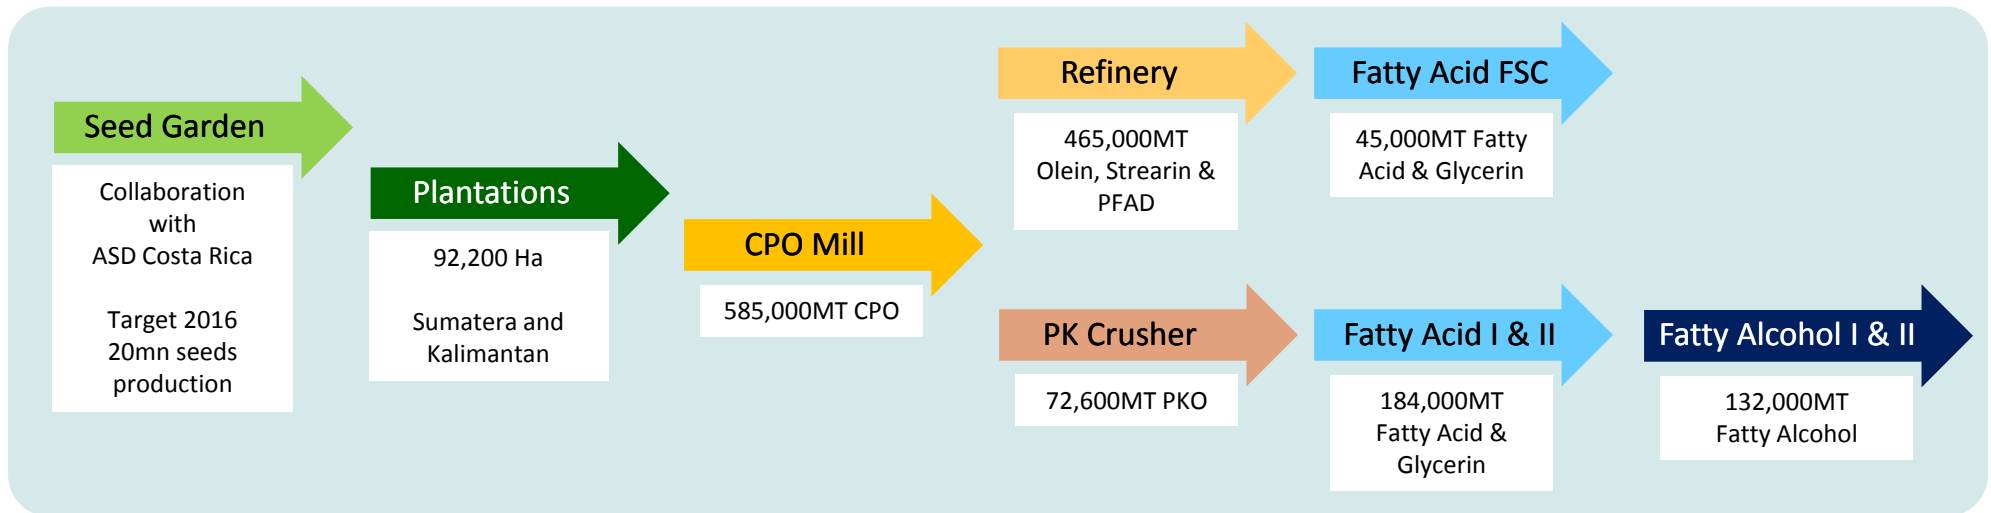 Seed Garden
Collaboration
with
ASD Costa Rica
Target 2016
20mn seeds
production
Plantations
92,200 Ha
Sumatera and
Kalimantan
CPO Mill
585,000MT CPO
Refinery
465,000MT
Olein, Strearin &
PFAD
Fatty Acid FSC
45,000MT Fatty
Acid & Glycerin
PK Crusher
72,600MT PKO
Fatty Acid I & II
184,000MT
Fatty Acid &
Glycerin
Fatty Alcohol I & II
132,000MT
Fatty Alcohol